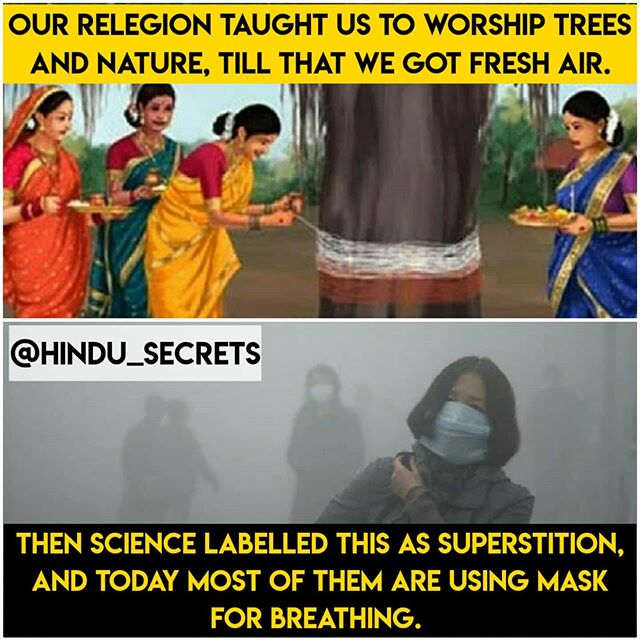 OUR RELEGION TAUGHT US TO WORSHIP TREES
AND NATURE, TILL THAT WE GOT FRESH AIR.
@HINDU_SECRETS
THEN SCIENCE LABELLED THIS AS SUPERSTITION,
AND TODAY MOST OF THEM ARE USING MASK
FOR BREATHING.